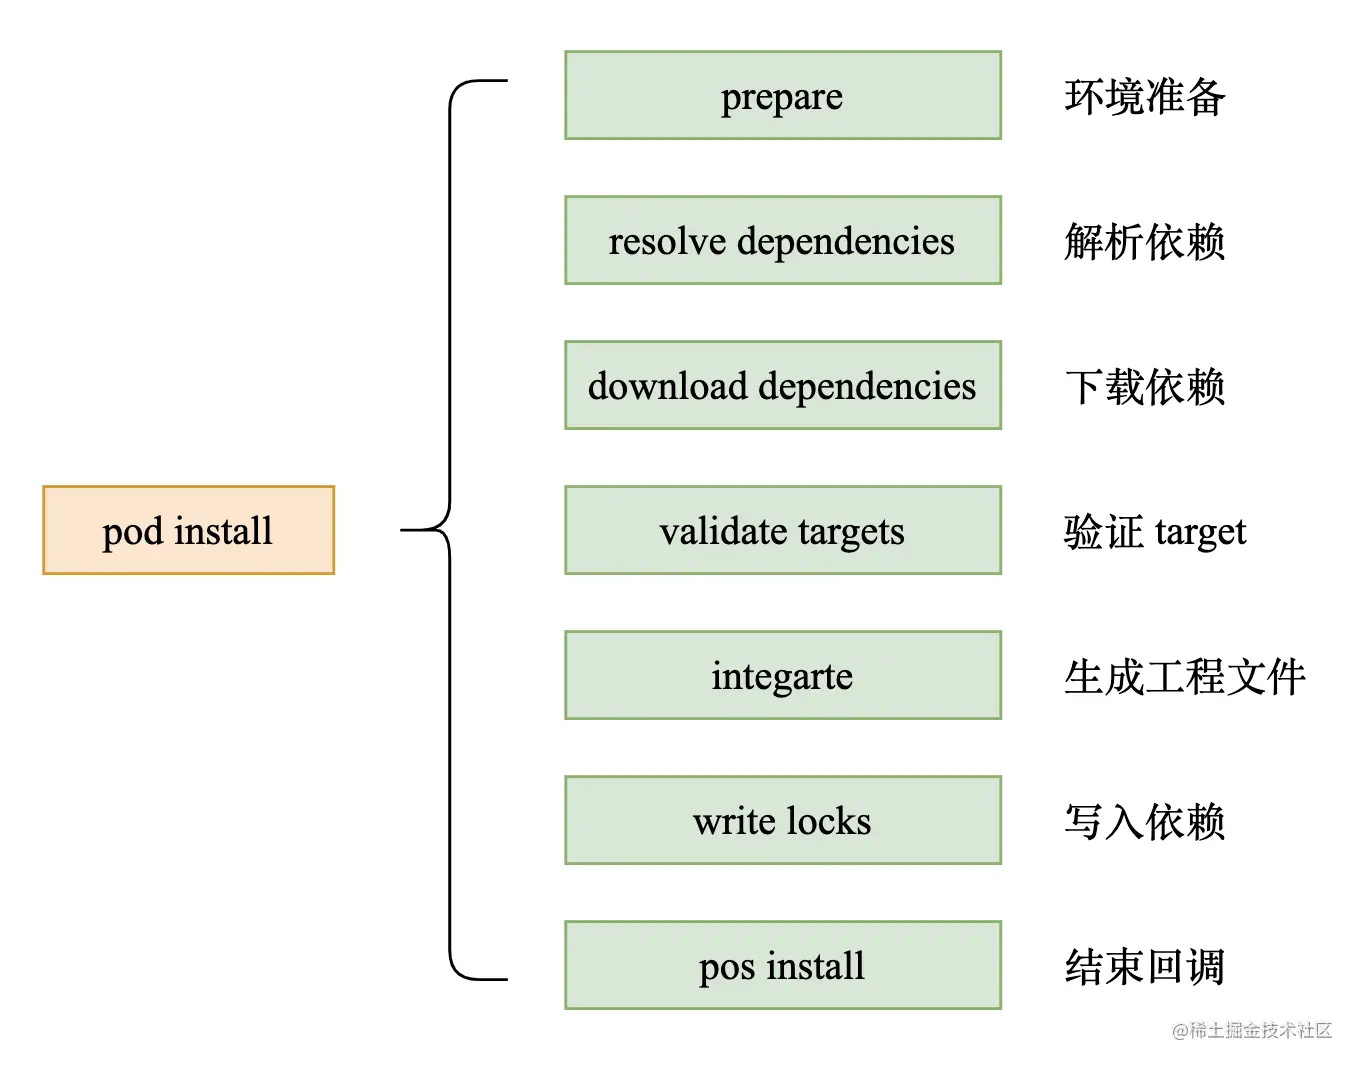 prepare 环境准备
resolve dependencies 解析依赖
download dependencies 下载依赖
pod install
validate targets 验证 target
integarte 生成工程文件
write locks 写入依赖
pos install 结束回调
@稀土掘金技术社区